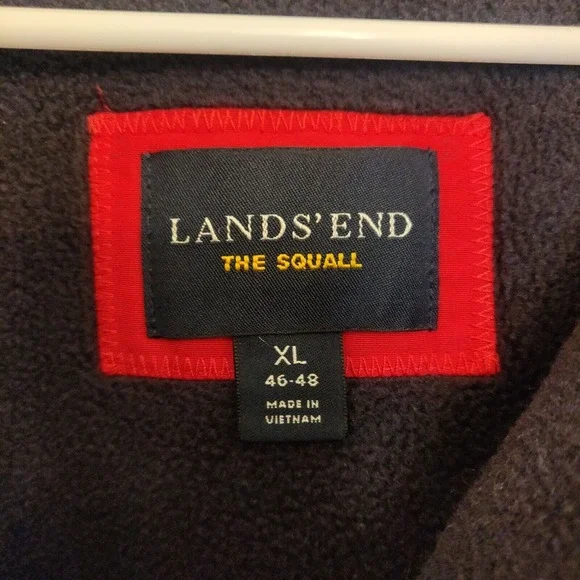 LANDS' END
THE SQUALL
XL
46-48
MADE IN
VIETNAM